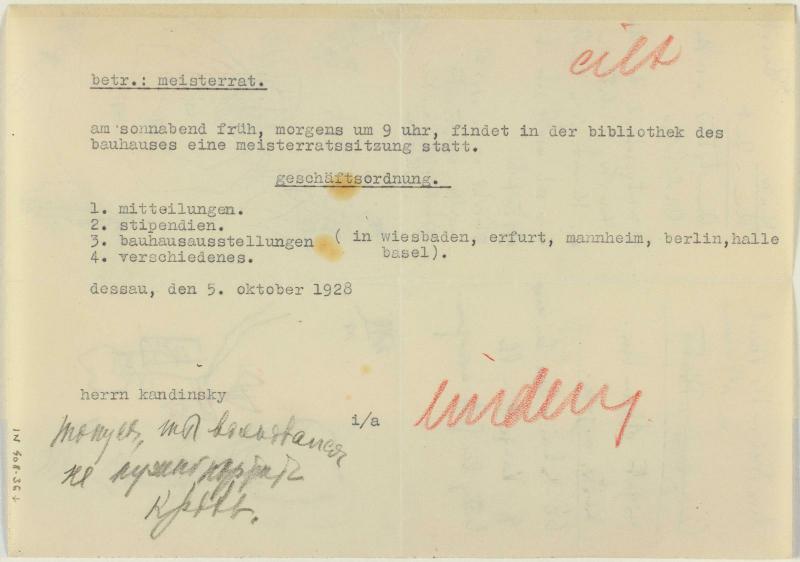 eilt
betr.: meisterrat.
am sonnabend früh, morgens um 9 uhr, findet in der bibliothek des
bauhauses eine meisterratssitzung statt.
geschäftsordnung.
1. mitteilungen.
2. stipendien.
3. bauhausausstellungen ( in wiesbaden, erfurt, mannheim, berlin,halle
basel).
4. verschiedenes.
dessau, den 5. oktober 1928
herrn kandinsky
i/a
не